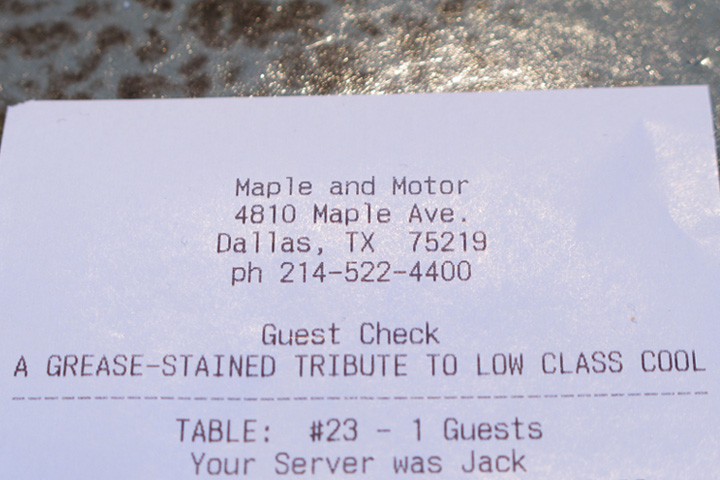 Maple and Motor
4810 Maple Ave.
Dallas, TX  75219
ph 214-522-4400
Guest Check
A GREASE-STAINED TRIBUTE TO LOW CLASS COOL
TABLE:  #23 - 1 Guests
Your Server was Jack